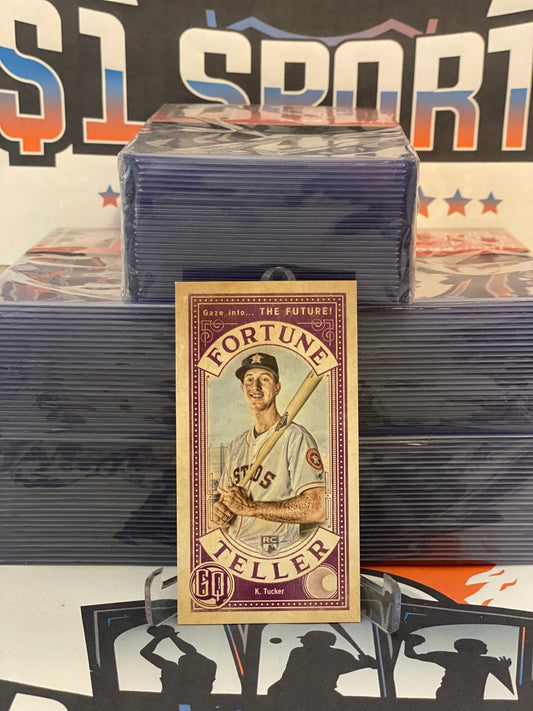 $1 SPORT
Gaze into... THE FUTURE!
FORTUNE
STROS
RC
TELLER
GQ
K. Tucker